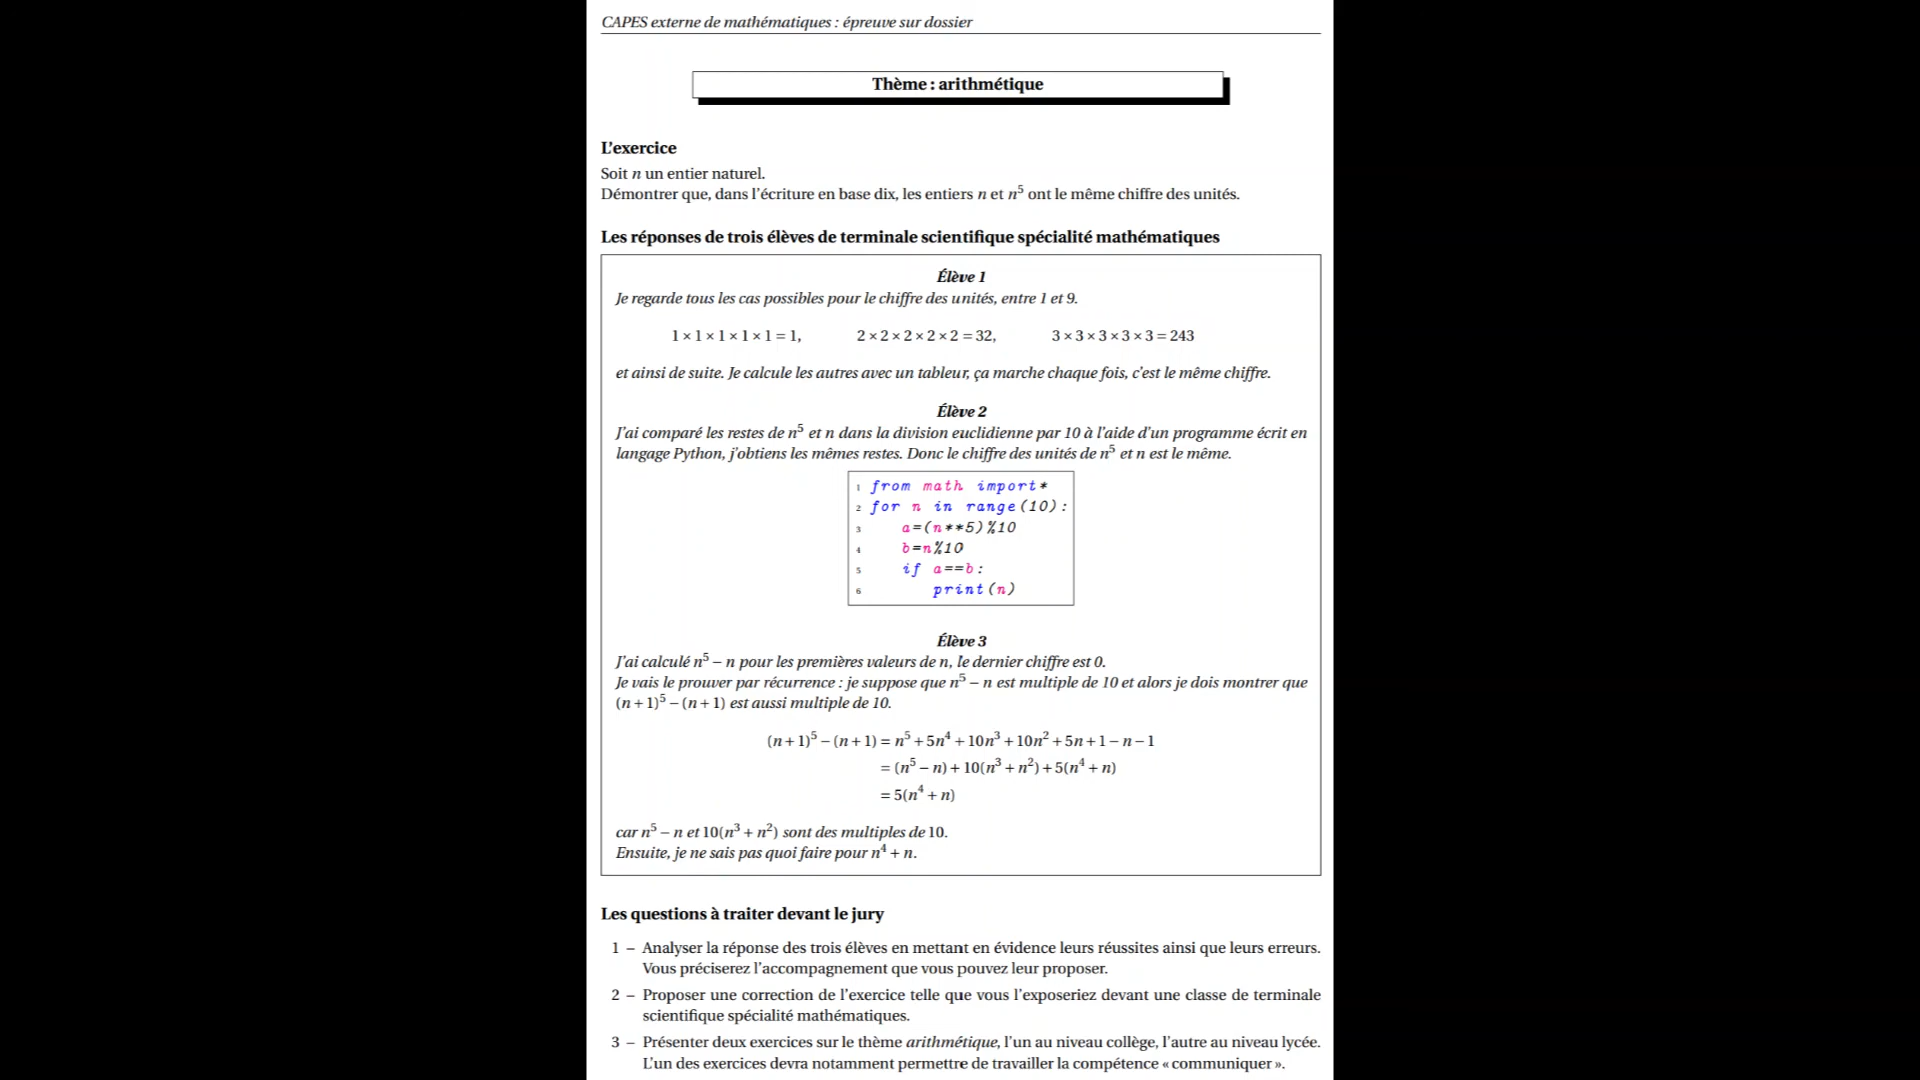 CAPES externe de mathématiques : épreuve sur dossier
Thème : arithmétique
L'exercice
Soit n un entier naturel.
Démontrer que, dans l'écriture en base dix, les entiers n et n⁵ ont le même chiffre des unités.
Les réponses de trois élèves de terminale scientifique spécialité mathématiques
Élève 1
Je regarde tous les cas possibles pour le chiffre des unités, entre 1 et 9.
1 × 1 × 1 × 1 × 1 = 1, 2 × 2 × 2 × 2 × 2 = 32, 3 × 3 × 3 × 3 × 3 = 243
et ainsi de suite. Je calcule les autres avec un tableur, ça marche chaque fois, c'est le même chiffre.
Élève 2
J'ai comparé les restes de n⁵ et n dans la division euclidienne par 10 à l'aide d'un programme écrit en
langage Python, j'obtiens les mêmes restes. Donc le chiffre des unités de n⁵ et n est le même.
1 from math import*
2 for n in range(10):
3 a=(n**5)%10
4 b=n%10
5 if a==b:
6 print(n)
Élève 3
J'ai calculé n⁵ − n pour les premières valeurs de n, le dernier chiffre est 0.
Je vais le prouver par récurrence : je suppose que n⁵ − n est multiple de 10 et alors je dois montrer que
(n + 1)⁵ − (n + 1) est aussi multiple de 10.
(n + 1)⁵ − (n + 1) = n⁵ + 5n⁴ + 10n³ + 10n² + 5n + 1 − n − 1
= (n⁵ − n) + 10(n³ + n²) + 5(n⁴ + n)
= 5(n⁴ + n)
car n⁵ − n et 10(n³ + n²) sont des multiples de 10.
Ensuite, je ne sais pas quoi faire pour n⁴ + n.
Les questions à traiter devant le jury
1 – Analyser la réponse des trois élèves en mettant en évidence leurs réussites ainsi que leurs erreurs.
Vous préciserez l'accompagnement que vous pouvez leur proposer.
2 – Proposer une correction de l'exercice telle que vous l'exposeriez devant une classe de terminale
scientifique spécialité mathématiques.
3 – Présenter deux exercices sur le thème arithmétique, l'un au niveau collège, l'autre au niveau lycée.
L'un des exercices devra notamment permettre de travailler la compétence « communiquer ».